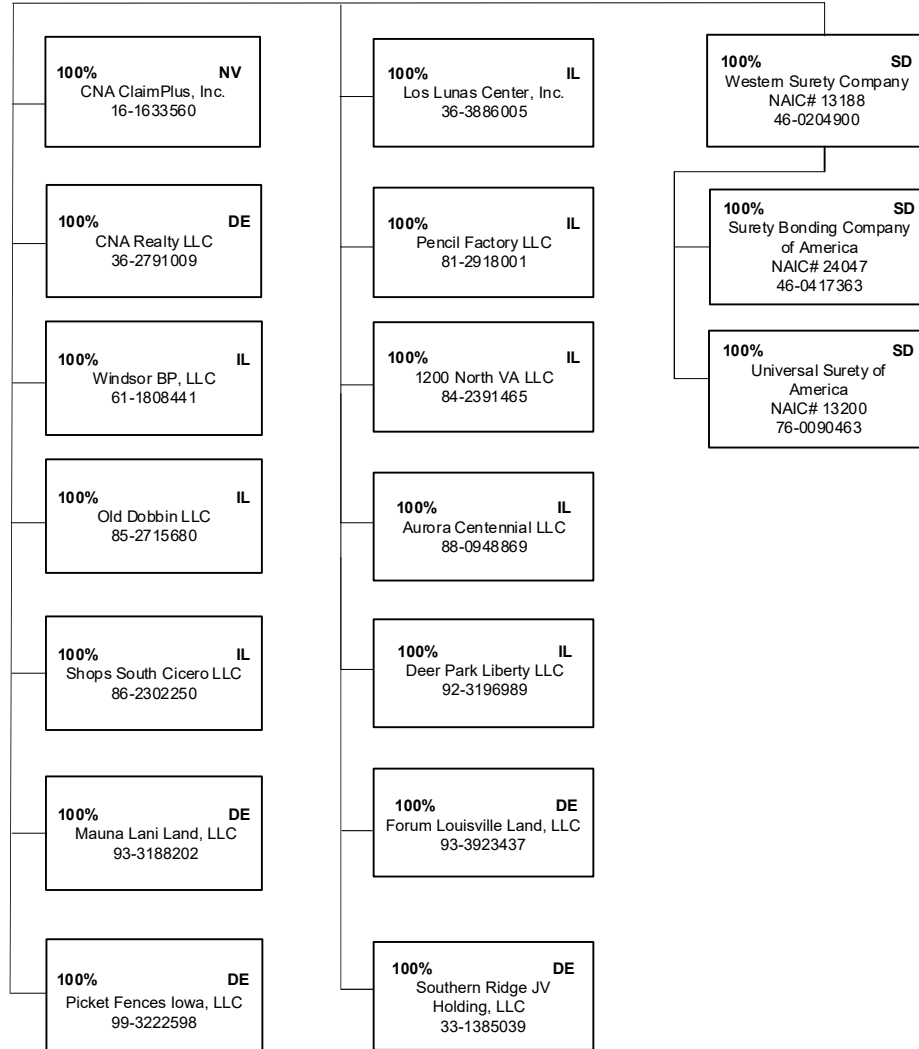 100% NV
CNA ClaimPlus, Inc.
16-1633560
100% DE
CNA Realty LLC
36-2791009
100% IL
Windsor BP, LLC
61-1808441
100% IL
Old Dobbin LLC
85-2715680
100% IL
Shops South Cicero LLC
86-2302250
100% DE
Mauna Lani Land, LLC
93-3188202
100% DE
Picket Fences Iowa, LLC
99-3222598
100% IL
Los Lunas Center, Inc.
36-3886005
100% IL
Pencil Factory LLC
81-2918001
100% IL
1200 North VA LLC
84-2391465
100% IL
Aurora Centennial LLC
88-0948869
100% IL
Deer Park Liberty LLC
92-3196989
100% DE
Forum Louisville Land, LLC
93-3923437
100% DE
Southern Ridge JV
Holding, LLC
33-1385039
100% SD
Western Surety Company
NAIC# 13188
46-0204900
100% SD
Surety Bonding Company
of America
NAIC# 24047
46-0417363
100% SD
Universal Surety of
America
NAIC# 13200
76-0090463